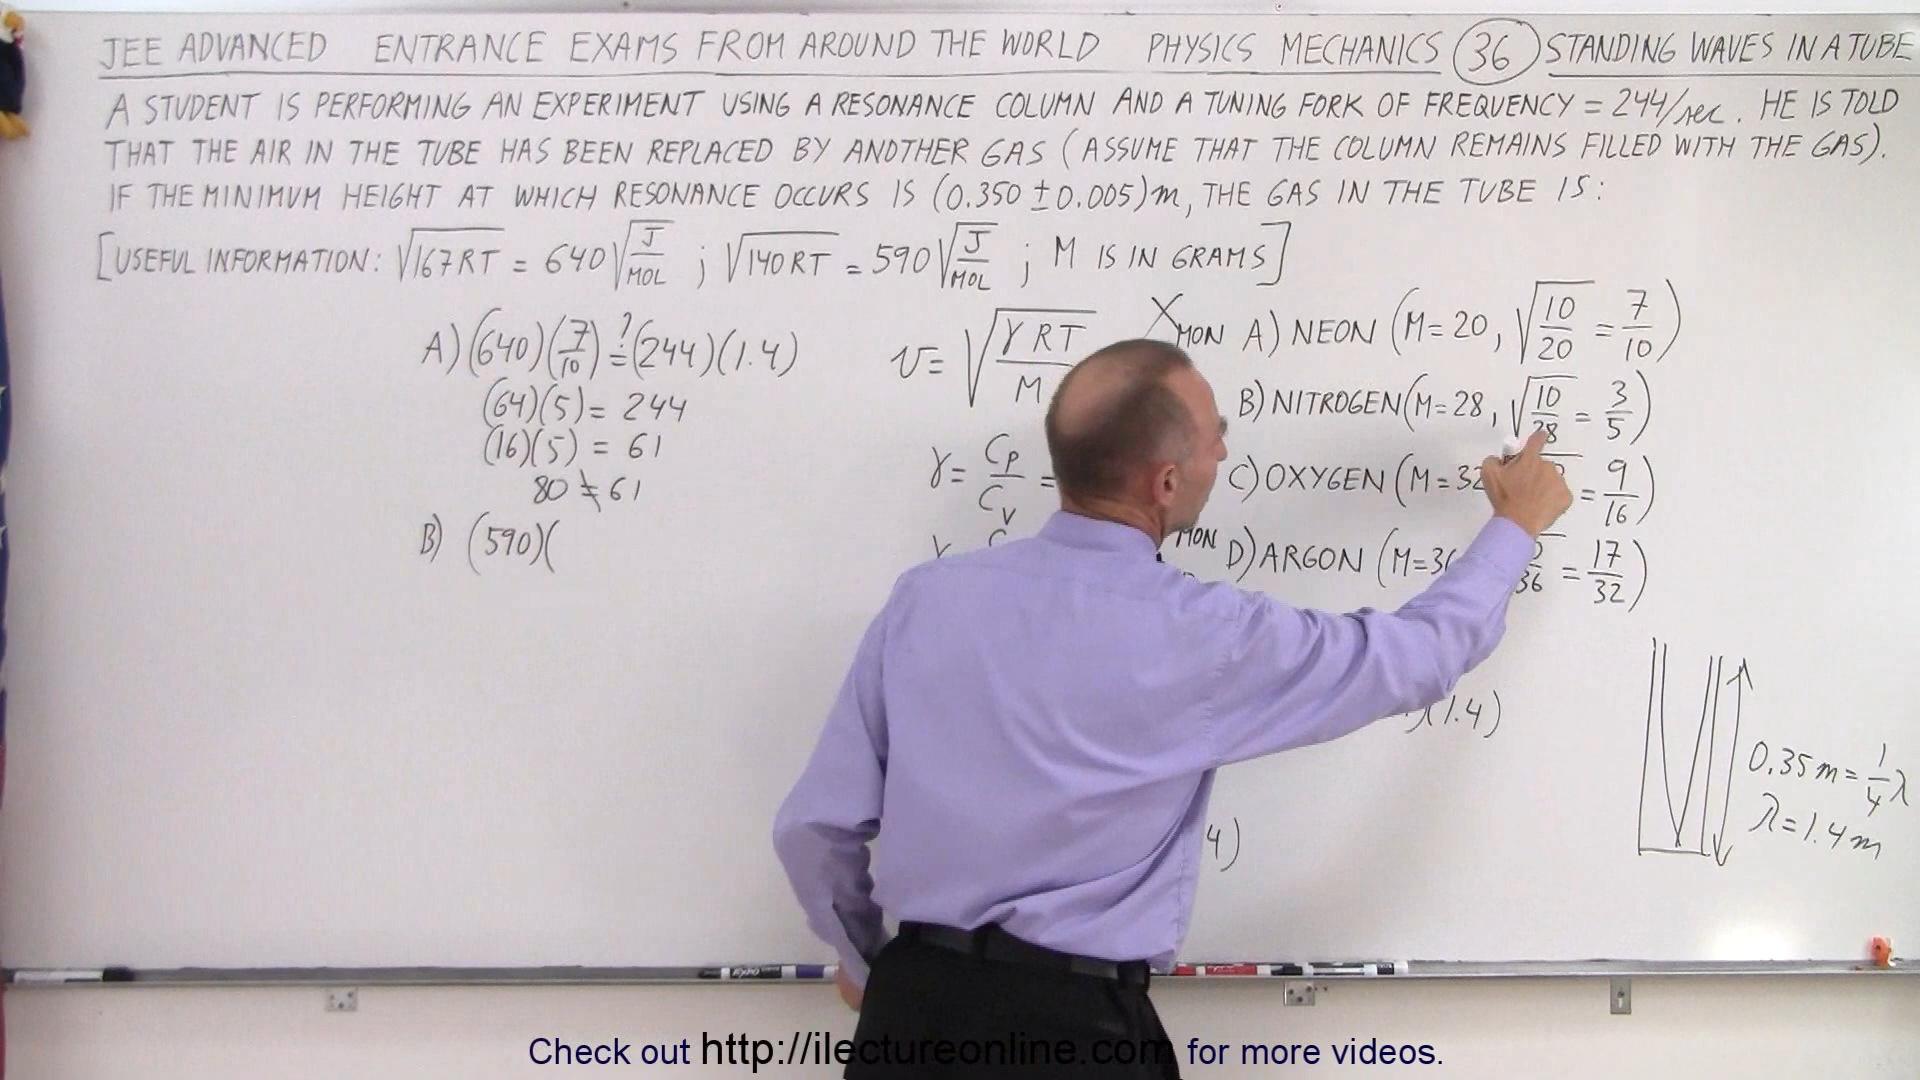 JEE ADVANCED ENTRANCE EXAMS FROM AROUND THE WORLD PHYSICS MECHANICS 36 STANDING WAVES IN A TUBE
A STUDENT IS PERFORMING AN EXPERIMENT USING A RESONANCE COLUMN AND A TUNING FORK OF FREQUENCY = 244/sec. HE IS TOLD
THAT THE AIR IN THE TUBE HAS BEEN REPLACED BY ANOTHER GAS (ASSUME THAT THE COLUMN REMAINS FILLED WITH THE GAS).
IF THE MINIMUM HEIGHT AT WHICH RESONANCE OCCURS IS (0.350 ± 0.005)m, THE GAS IN THE TUBE IS:
[USEFUL INFORMATION: √167RT = 640 √J/MOL ; √140RT = 590 √J/MOL ; M IS IN GRAMS]
A) (640)(7/10) ?= (244)(1.4)
(64)(5) = 244
(16)(5) = 61
80 ≠ 61
B) (590)(
v = √γRT/M
γ = Cp/Cv =
X MON A) NEON (M=20, √10/20 = 7/10)
B) NITROGEN (M=28, √10/28 = 3/5)
C) OXYGEN (M=32 = 9/16)
MON D) ARGON (M=36 36 = 17/32)
(1.4)
4)
0.35m = 1/4 λ
λ = 1.4m
EXPO
Check out http://ilectureonline.com for more videos.